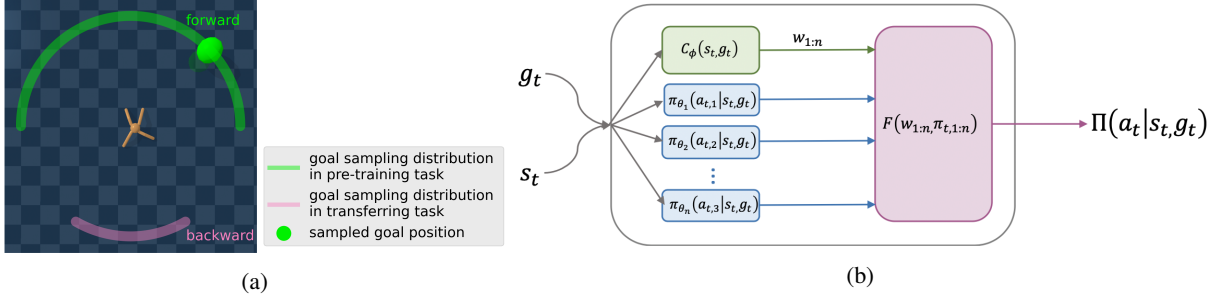 forward
backward
goal sampling distribution
in pre-training task
goal sampling distribution
in transferring task
sampled goal position
(a)
g_t
s_t
C_ϕ(s_t,g_t)
w_{1:n}
π_{θ_1}(a_{t,1}|s_t,g_t)
π_{θ_2}(a_{t,2}|s_t,g_t)
⋮
π_{θ_n}(a_{t,3}|s_t,g_t)
F(w_{1:n},π_{t,1:n})
Π(a_t|s_t,g_t)
(b)